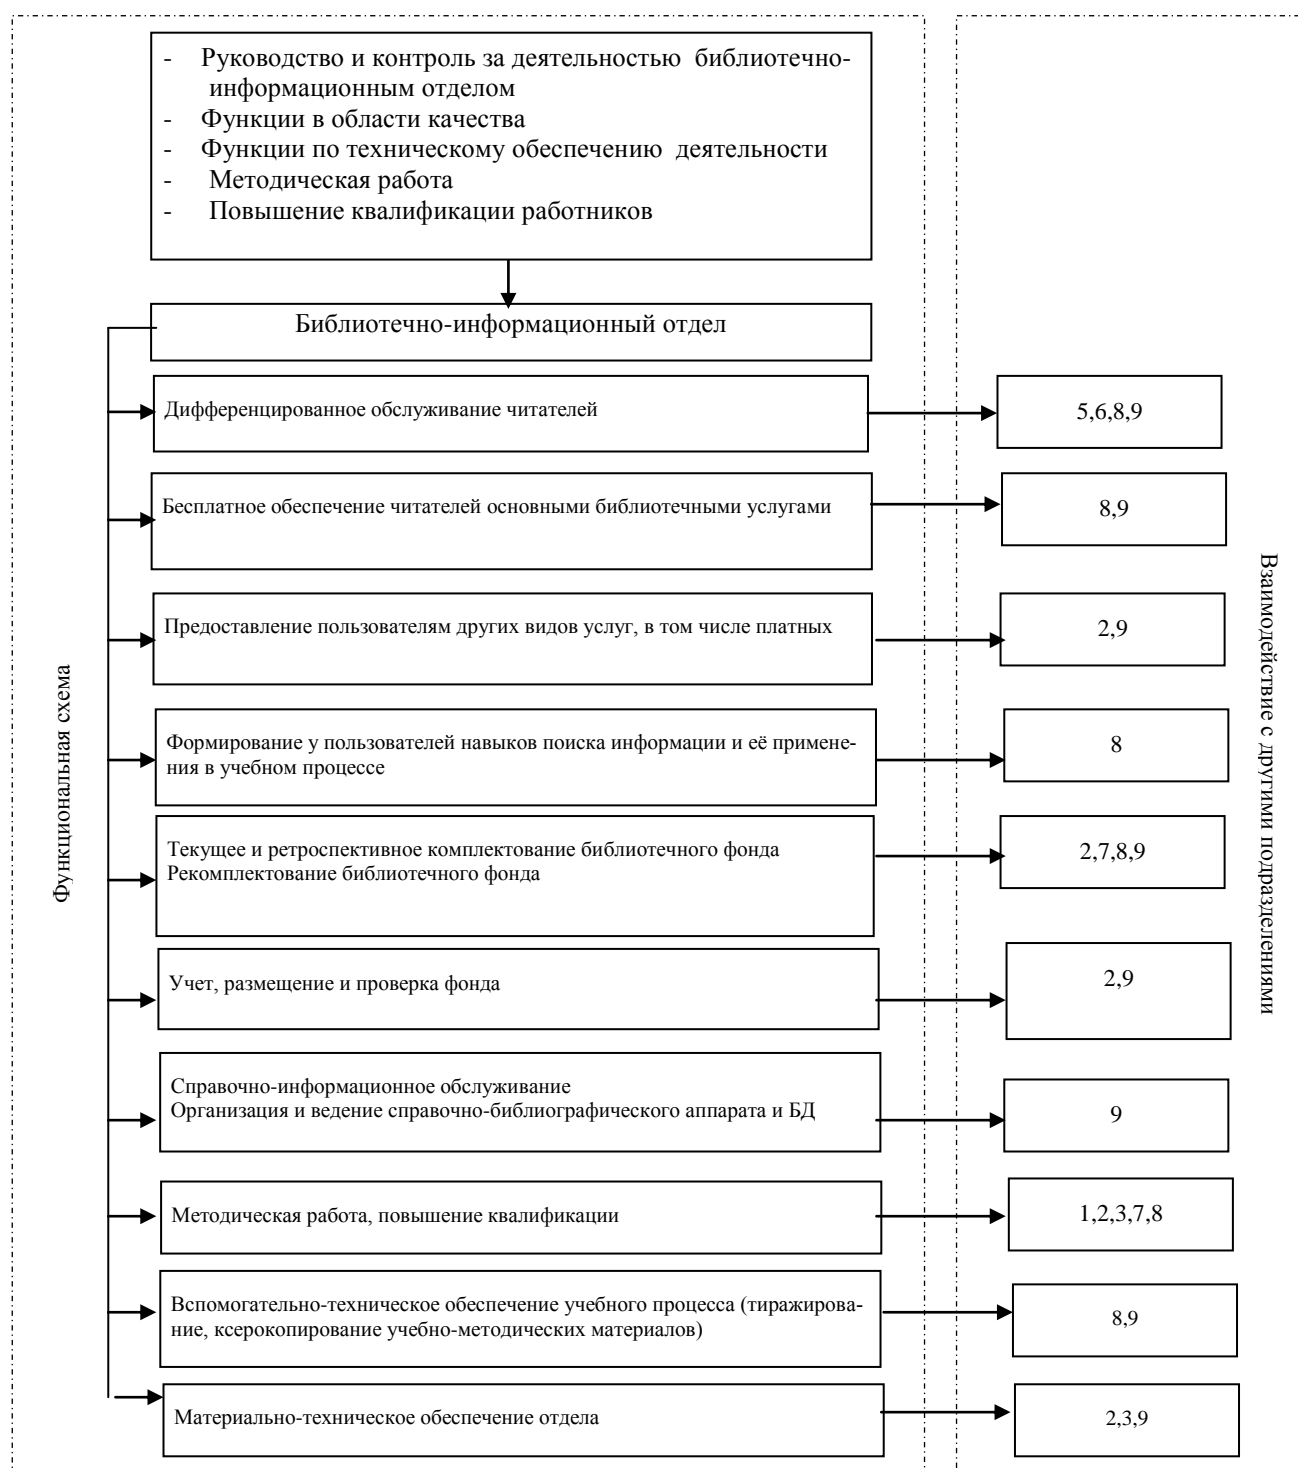 - Руководство и контроль за деятельностью библиотечно-
информационным отделом
- Функции в области качества
- Функции по техническому обеспечению деятельности
- Методическая работа
- Повышение квалификации работников
Библиотечно-информационный отдел
Дифференцированное обслуживание читателей
5,6,8,9
Бесплатное обеспечение читателей основными библиотечными услугами
8,9
Предоставление пользователям других видов услуг, в том числе платных
2,9
Формирование у пользователей навыков поиска информации и её примене-
ния в учебном процессе
8
Текущее и ретроспективное комплектование библиотечного фонда
Рекомплектование библиотечного фонда
2,7,8,9
Учет, размещение и проверка фонда
2,9
Справочно-информационное обслуживание
Организация и ведение справочно-библиографического аппарата и БД
9
Методическая работа, повышение квалификации
1,2,3,7,8
Вспомогательно-техническое обеспечение учебного процесса (тиражирова-
ние, ксерокопирование учебно-методических материалов)
8,9
Материально-техническое обеспечение отдела
2,3,9
Функциональная схема
Взаимодействие с другими подразделениями